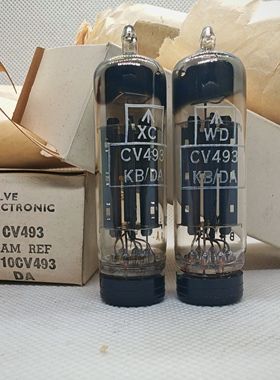 LVE
ECTRONIC
CV493
AM REF
10CV493
DA
XC
CV493
KB/DA
WD
CV493
KB/DA